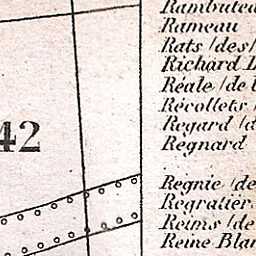 Rambuteau
Rameau
Rats (des)
Richard L
Réale (de l
Récollets (
Regard (d
Regnard
42
Regnie (de
Regratier
Reims (de
Reine Blan